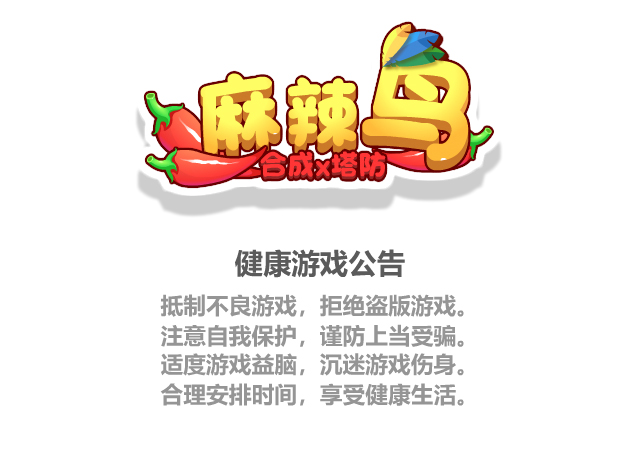 麻辣鸟
合成x塔防
健康游戏公告
抵制不良游戏，拒绝盗版游戏。
注意自我保护，谨防上当受骗。
适度游戏益脑，沉迷游戏伤身。
合理安排时间，享受健康生活。